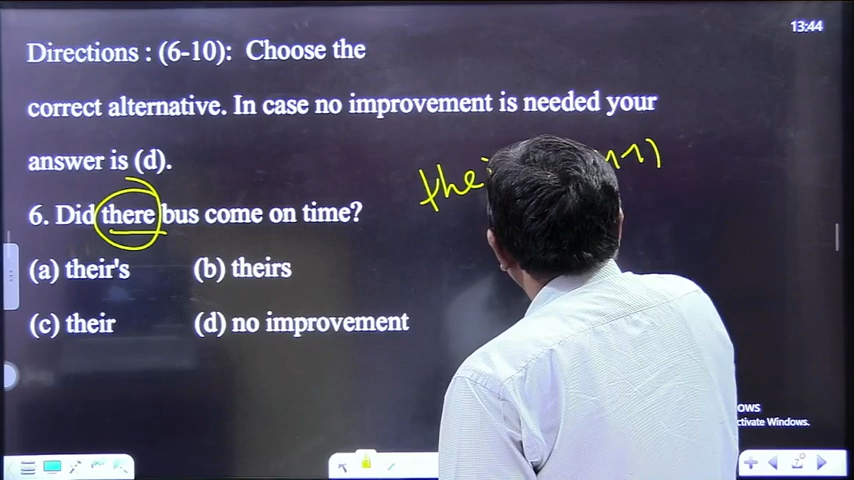 13:44
Directions : (6-10): Choose the
correct alternative. In case no improvement is needed your
answer is (d).
6. Did there bus come on time?
(a) their's (b) theirs
(c) their (d) no improvement